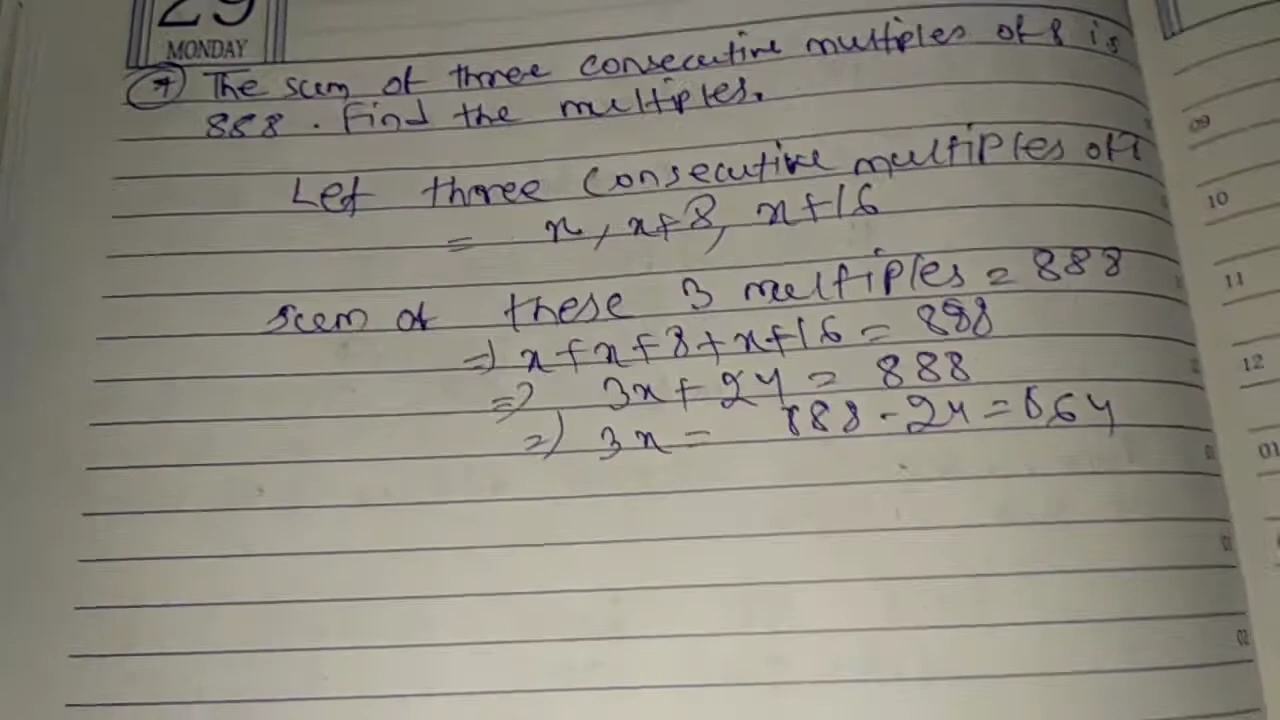 29
MONDAY
7 The sum of three consecutive multiples of 8 is
888. Find the multiples.
Let three consecutive multiples of 8
= x, x+8, x+16
sum of these 3 multiples = 888
⇒ x+x+8+x+16 = 888
⇒ 3x+24 = 888
⇒ 3x = 888-24=864
09
10
11
12
01
02